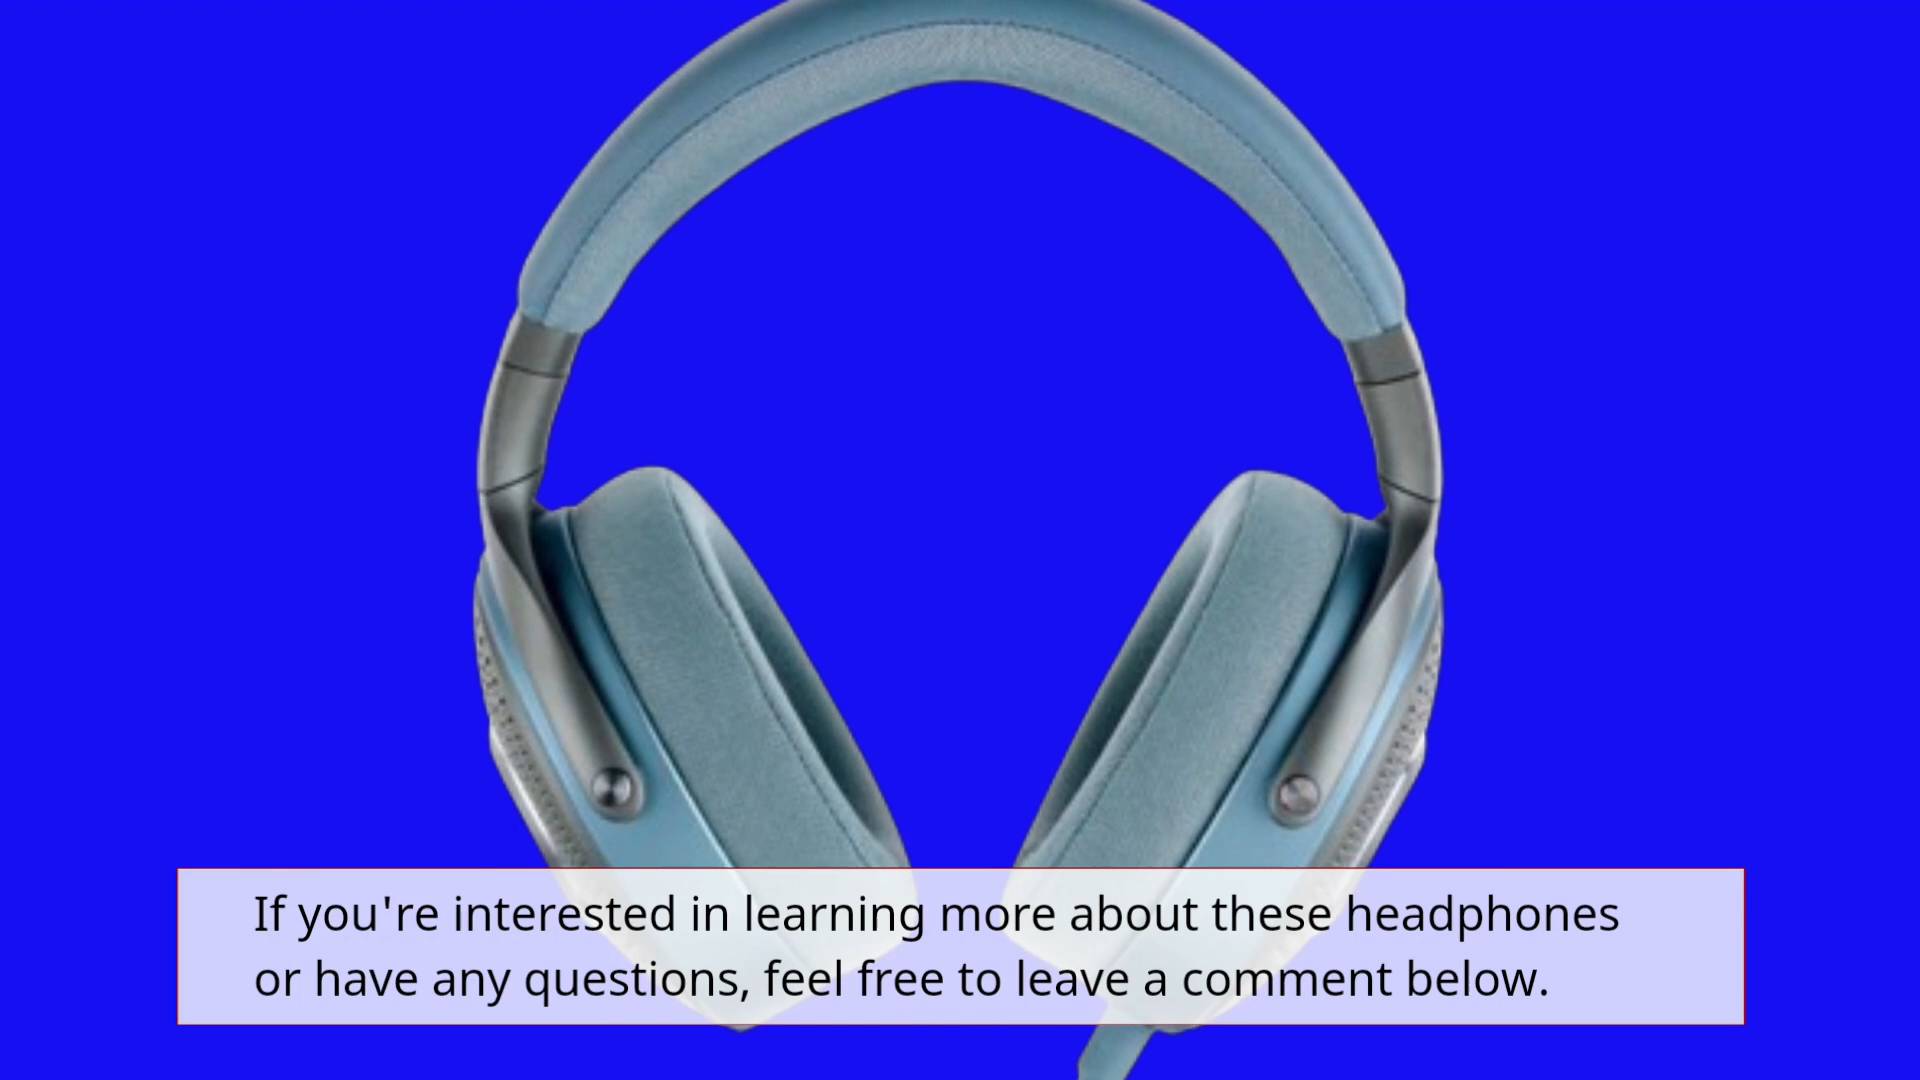 If you're interested in learning more about these headphones
or have any questions, feel free to leave a comment below.